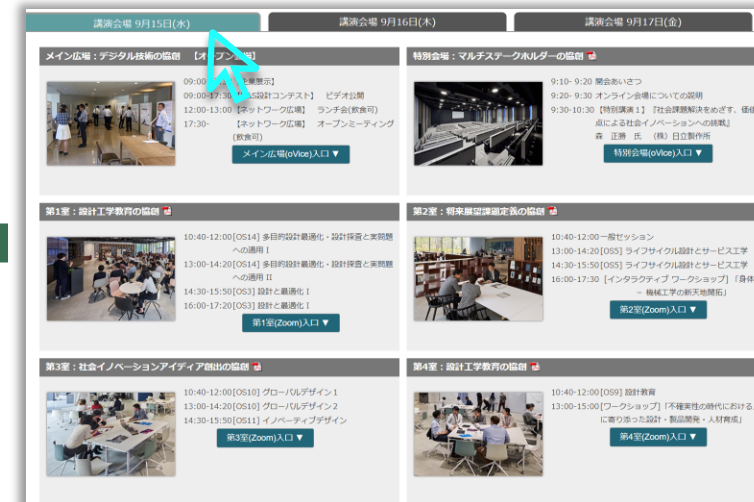 講演会場 9月15日(水)
講演会場 9月16日(木)
講演会場 9月17日(金)
メイン広場：デジタル技術の協創 【オープン
09:00
業展示】
09:00-17:30
設計コンテスト】 ビデオ公開
12:00-13:00 【ネットワーク広場】 ランチ会(飲食可)
17:30- 【ネットワーク広場】 オープンミーティング
(飲食可)
メイン広場(oVice)入口 ▼
特別会場：マルチステークホルダーの協創
9:10- 9:20 開会あいさつ
9:20- 9:30 オンライン会場についての説明
9:30-10:30 【特別講演１】『社会課題解決をめざす、価値
点による社会イノベーションへの挑戦』
森 正勝 氏 (株) 日立製作所
特別会場(oVice)入口 ▼
第1室：設計工学教育の協創
10:40-12:00[OS14] 多目的設計最適化・設計探査と実問題
への適用 I
13:00-14:20[OS14] 多目的設計最適化・設計探査と実問題
への適用 II
14:30-15:50[OS3] 設計と最適化 I
16:00-17:20[OS3] 設計と最適化 I
第1室(Zoom)入口 ▼
第2室：将来展望課題定義の協創
10:40-12:00一般セッション
13:00-14:20[OS5] ライフサイクル設計とサービス工学
14:30-15:50[OS5] ライフサイクル設計とサービス工学
16:00-17:30 [インタラクティブ ワークショップ]「身体
– 機械工学の新天地開拓」
第2室(Zoom)入口 ▼
第3室：社会イノベーションアイディア創出の協創
10:40-12:00[OS10] グローバルデザイン１
13:00-14:20[OS10] グローバルデザイン２
14:30-15:50[OS11] イノベーティブデザイン
第3室(Zoom)入口 ▼
第4室：設計工学教育の協創
10:40-12:00[OS9] 設計教育
13:00-15:00[ワークショップ]「不確実性の時代における
に寄り添った設計・製品開発・人材育成」
第4室(Zoom)入口 ▼